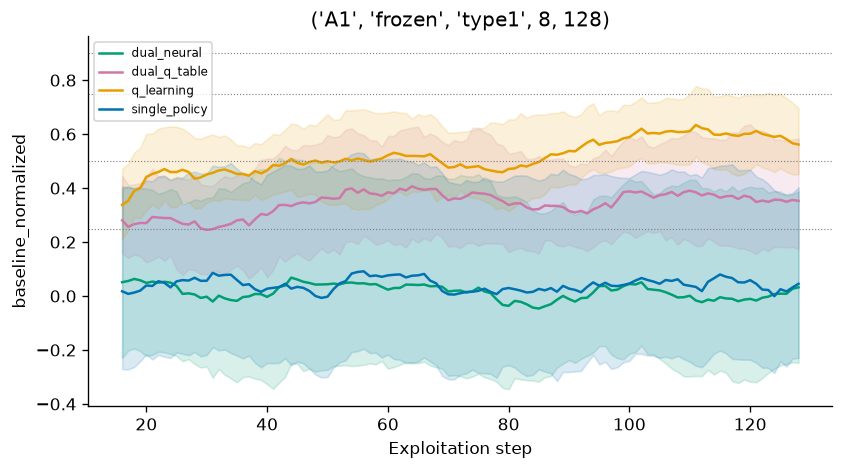 ('A1', 'frozen', 'type1', 8, 128)
dual_neural
dual_q_table
q_learning
single_policy
baseline_normalized
0.8
0.6
0.4
0.2
0.0
−0.2
−0.4
20 40 60 80 100 120
Exploitation step